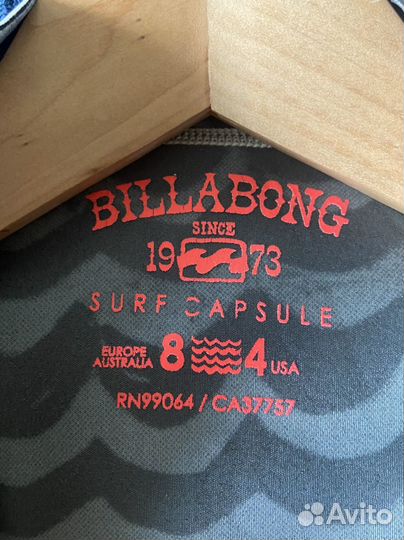 BILLABONG
SINCE
19 73
SURF CAPSULE
EUROPE
AUSTRALIA 8 4 USA
RN99064 / CA37757
Avito